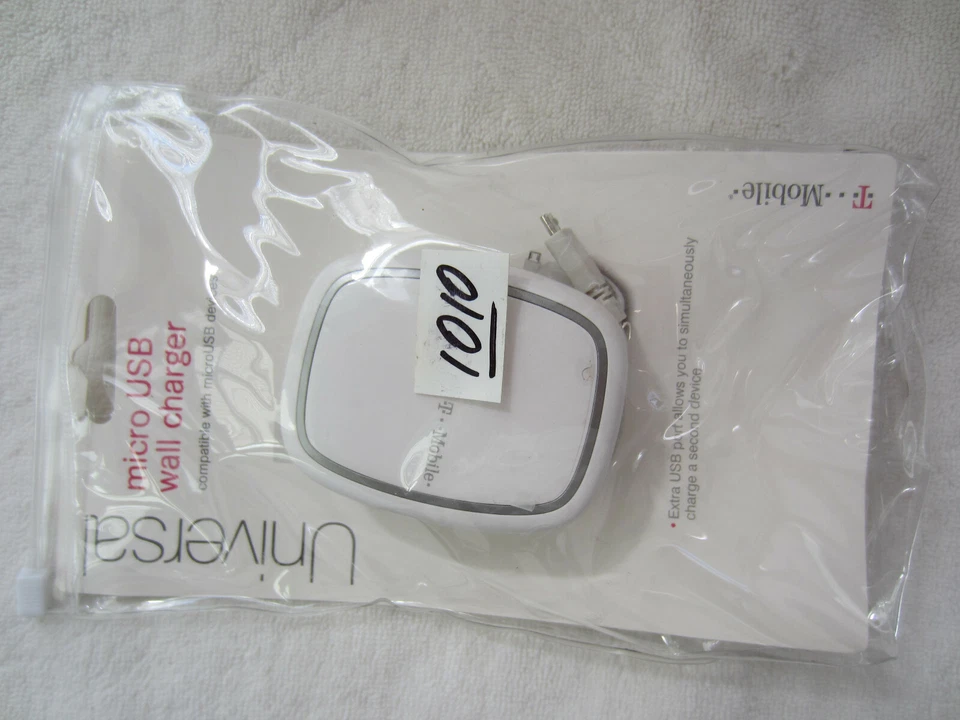 micro USB
wall charger
compatible with microUSB devices
Universal
1010
T··Mobile·
• Extra USB port allows you to simultaneously
charge a second device.
T··Mobile·